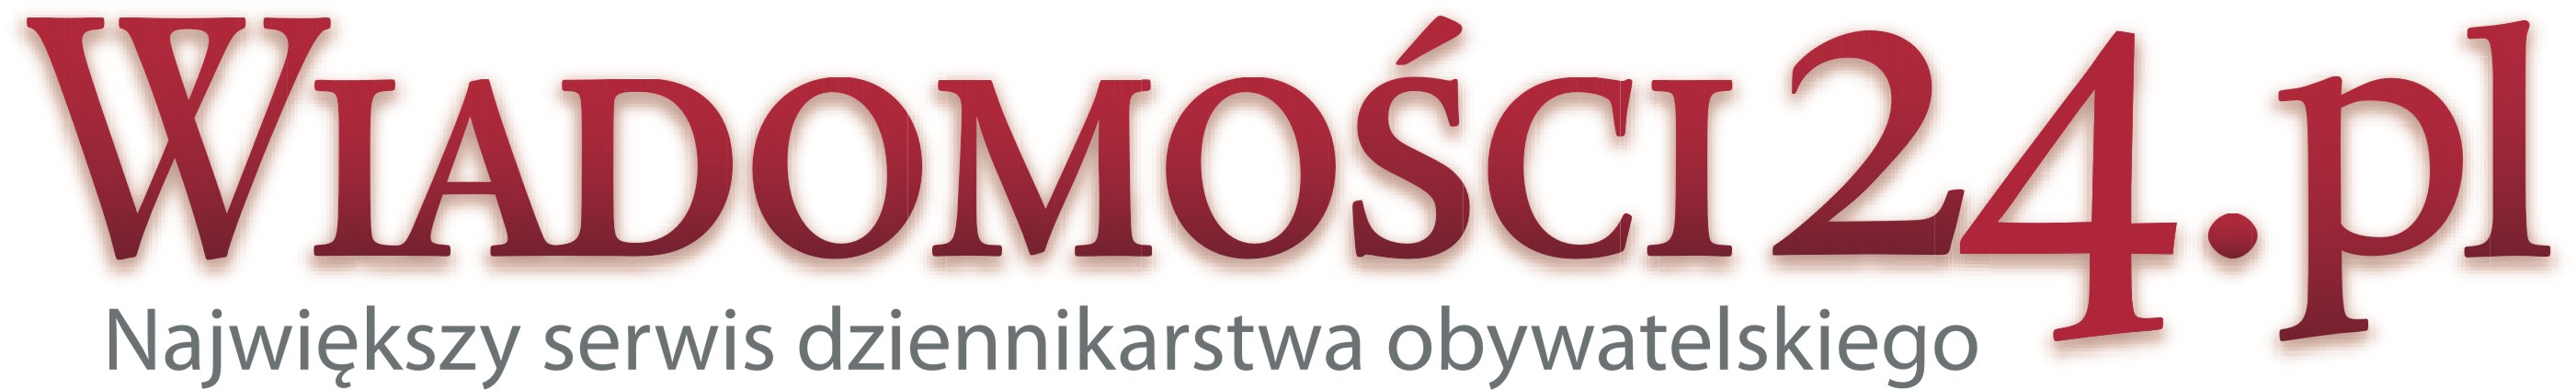 WIADOMOŚCI24.pl
Największy serwis dziennikarstwa obywatelskiego